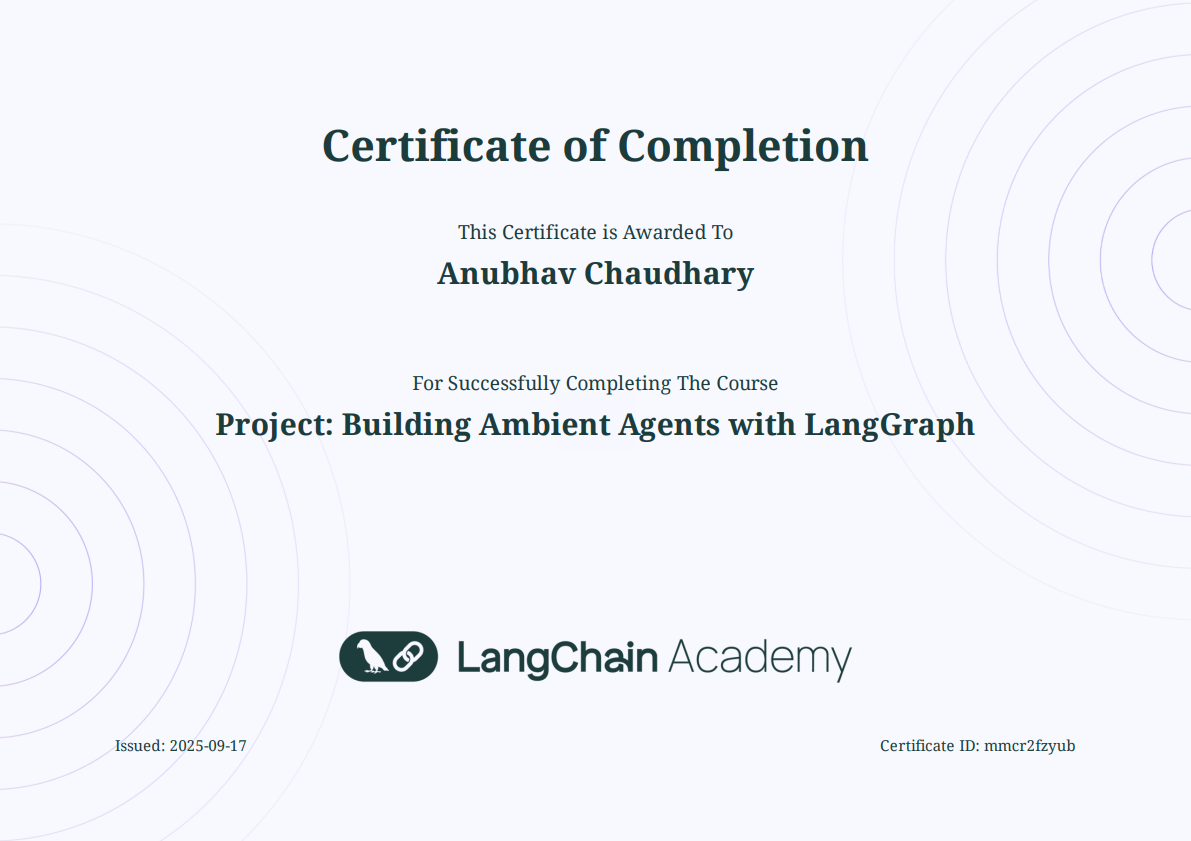 Certificate of Completion
This Certificate is Awarded To
Anubhav Chaudhary
For Successfully Completing The Course
Project: Building Ambient Agents with LangGraph
LangChain Academy
Issued: 2025-09-17
Certificate ID: mmcr2fzyub